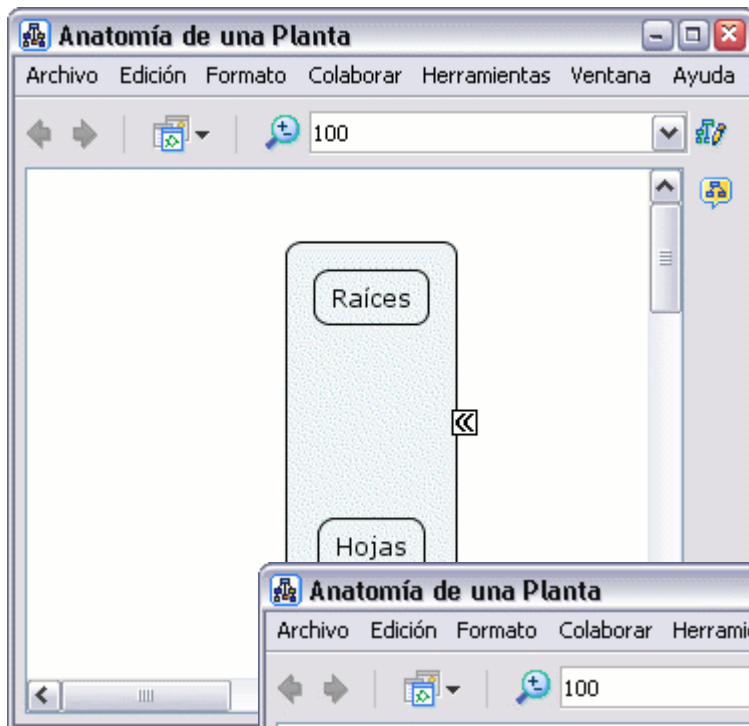 Anatomía de una Planta
Archivo Edición Formato Colaborar Herramientas Ventana Ayuda
100
Raíces
Hojas
Anatomía de una Planta
Archivo Edición Formato Colaborar Herrami
100